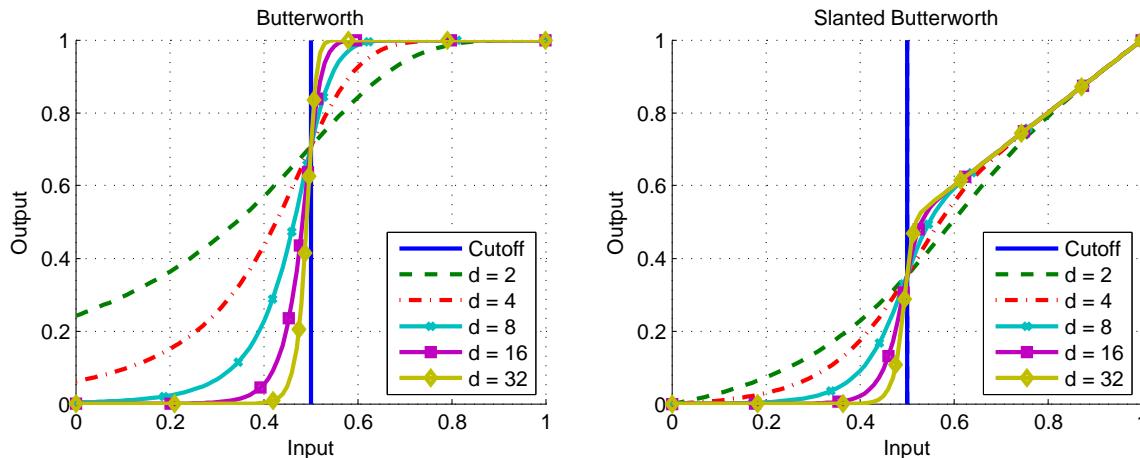 Butterworth
1
0.8
0.6
0.4
0.2
0
Output
0
0.2
0.4
0.6
0.8
1
Input
Cutoff
d = 2
d = 4
d = 8
d = 16
d = 32
Slanted Butterworth
1
0.8
0.6
0.4
0.2
0
Output
0
0.2
0.4
0.6
0.8
1
Input
Cutoff
d = 2
d = 4
d = 8
d = 16
d = 32